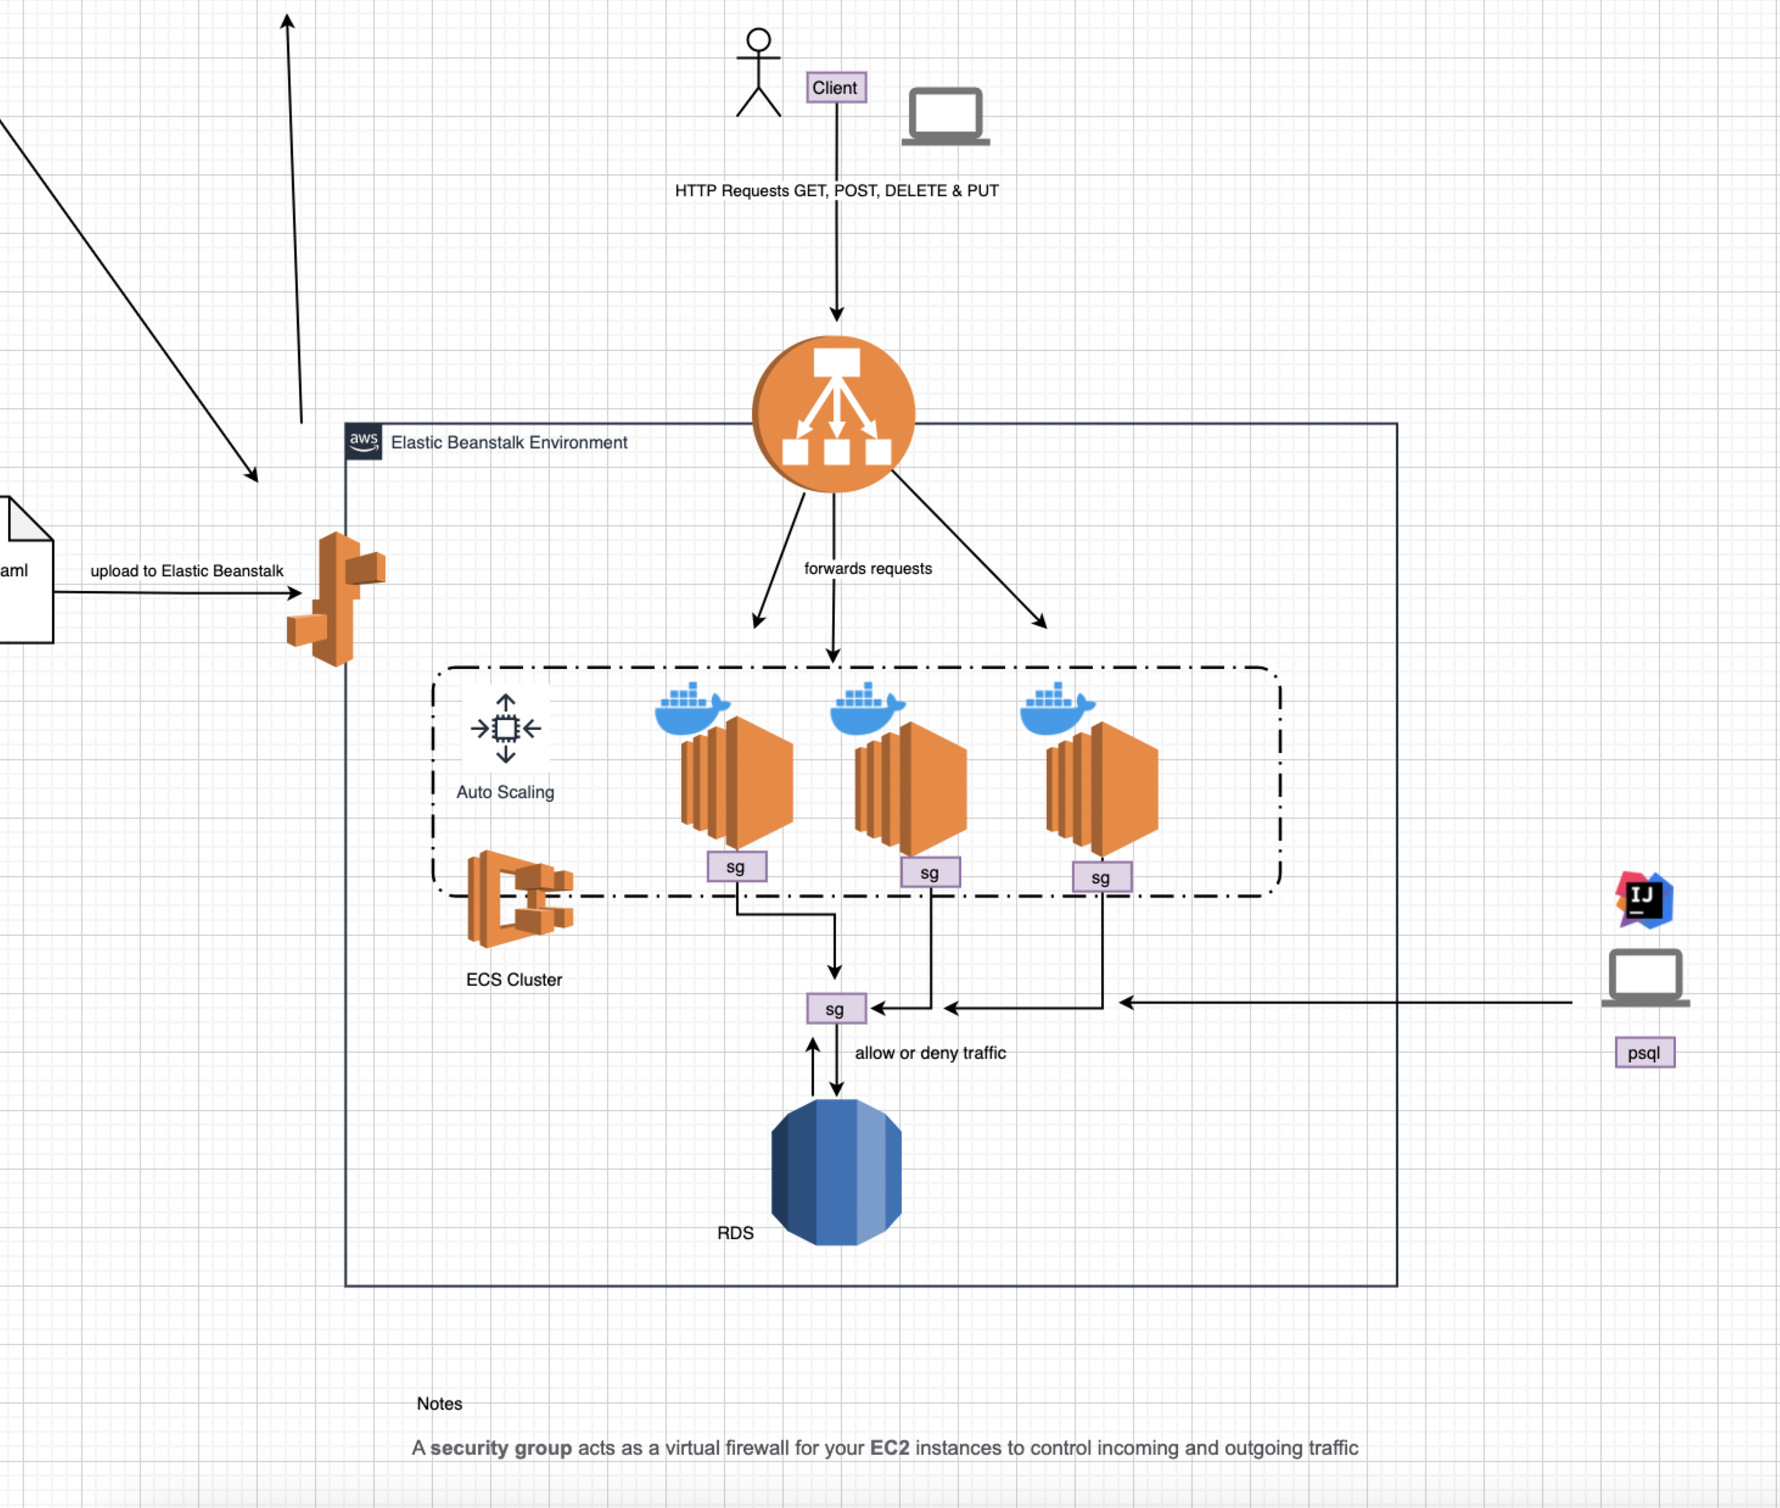 Client
HTTP Requests GET, POST, DELETE & PUT
aws
Elastic Beanstalk Environment
aml
upload to Elastic Beanstalk
forwards requests
Auto Scaling
sg
sg
sg
IJ
ECS Cluster
sg
allow or deny traffic
psql
RDS
Notes
A security group acts as a virtual firewall for your EC2 instances to control incoming and outgoing traffic